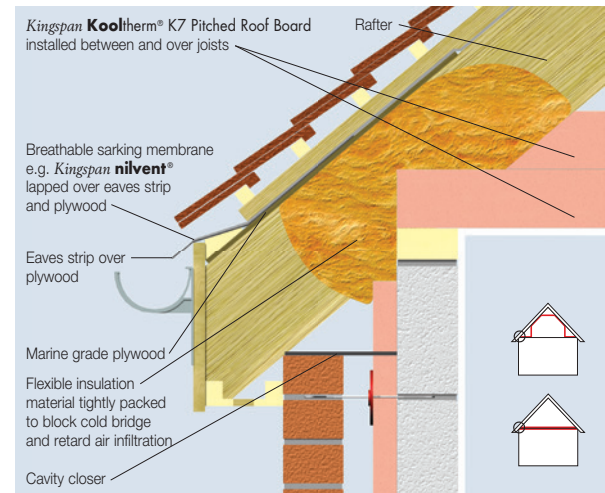 Kingspan Kooltherm® K7 Pitched Roof Board
installed between and over joists
Rafter
Breathable sarking membrane
e.g. Kingspan nilvent®
lapped over eaves strip
and plywood
Eaves strip over
plywood
Marine grade plywood
Flexible insulation
material tightly packed
to block cold bridge
and retard air infiltration
Cavity closer